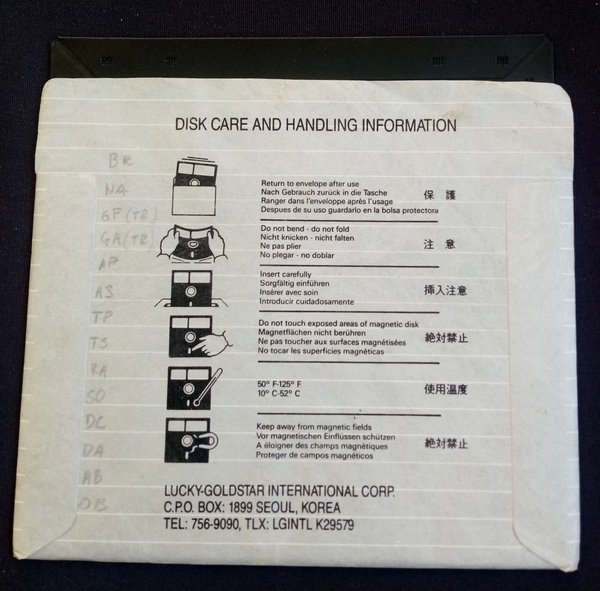 DISK CARE AND HANDLING INFORMATION
BR
NA
GF(TR)
GA(TR)
AP
AS
TP
TS
RA
SO
DC
DA
AB
OB
Return to envelope after use
Nach Gebrauch zurück in die Tasche
Ranger dans l'enveloppe aprés l'usage
Despues de su uso guardarlo en la bolsa protectora
保護
Do not bend - do not fold
Nicht knicken - nicht falten
Ne pas plier
No plegar - no doblar
注意
Insert carefully
Sorgfältig einführen
Insérer avec soin
Introducir cuidadosamente
挿入注意
Do not touch exposed areas of magnetic disk
Magnetflächen nicht berühren
Ne pas toucher aux surfaces magnétisées
No tocar las superficies magnéticas
絶対禁止
50° F-125° F
10° C-52° C
使用温度
Keep away from magnetic fields
Vor magnetischen Einflüssen schützen
A éloigner des champs magnétiques
Proteger de campos magnéticos
絶対禁止
LUCKY-GOLDSTAR INTERNATIONAL CORP.
C.P.O. BOX: 1899 SEOUL, KOREA
TEL: 756-9090, TLX: LGINTL K29579